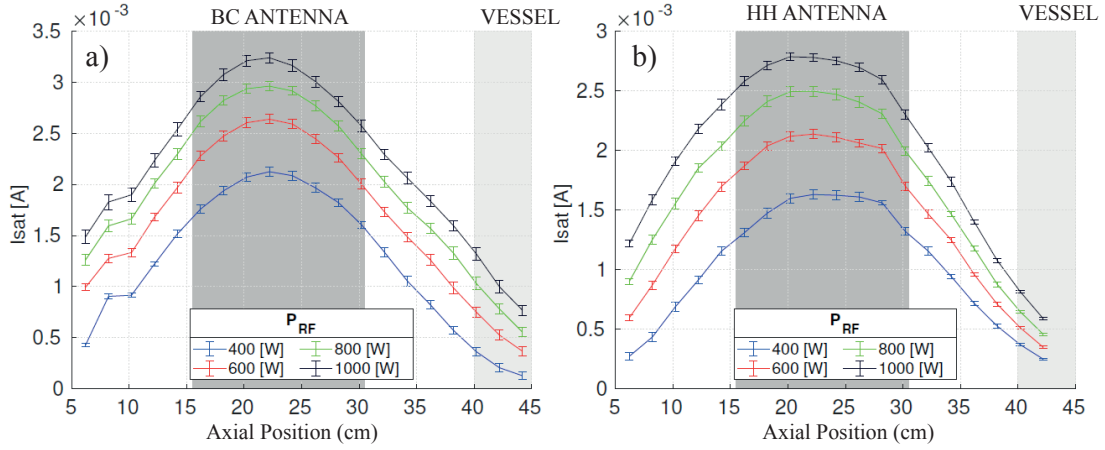 BC ANTENNA VESSEL
×10⁻³
a)
3.5
3
2.5
2
1.5
1
0.5
0
Isat [A]
P_RF
400 [W] 800 [W]
600 [W] 1000 [W]
5 10 15 20 25 30 35 40 45
Axial Position (cm)
HH ANTENNA VESSEL
×10⁻³
b)
3
2.5
2
1.5
1
0.5
0
Isat [A]
P_RF
400 [W] 800 [W]
600 [W] 1000 [W]
5 10 15 20 25 30 35 40 45
Axial Position (cm)